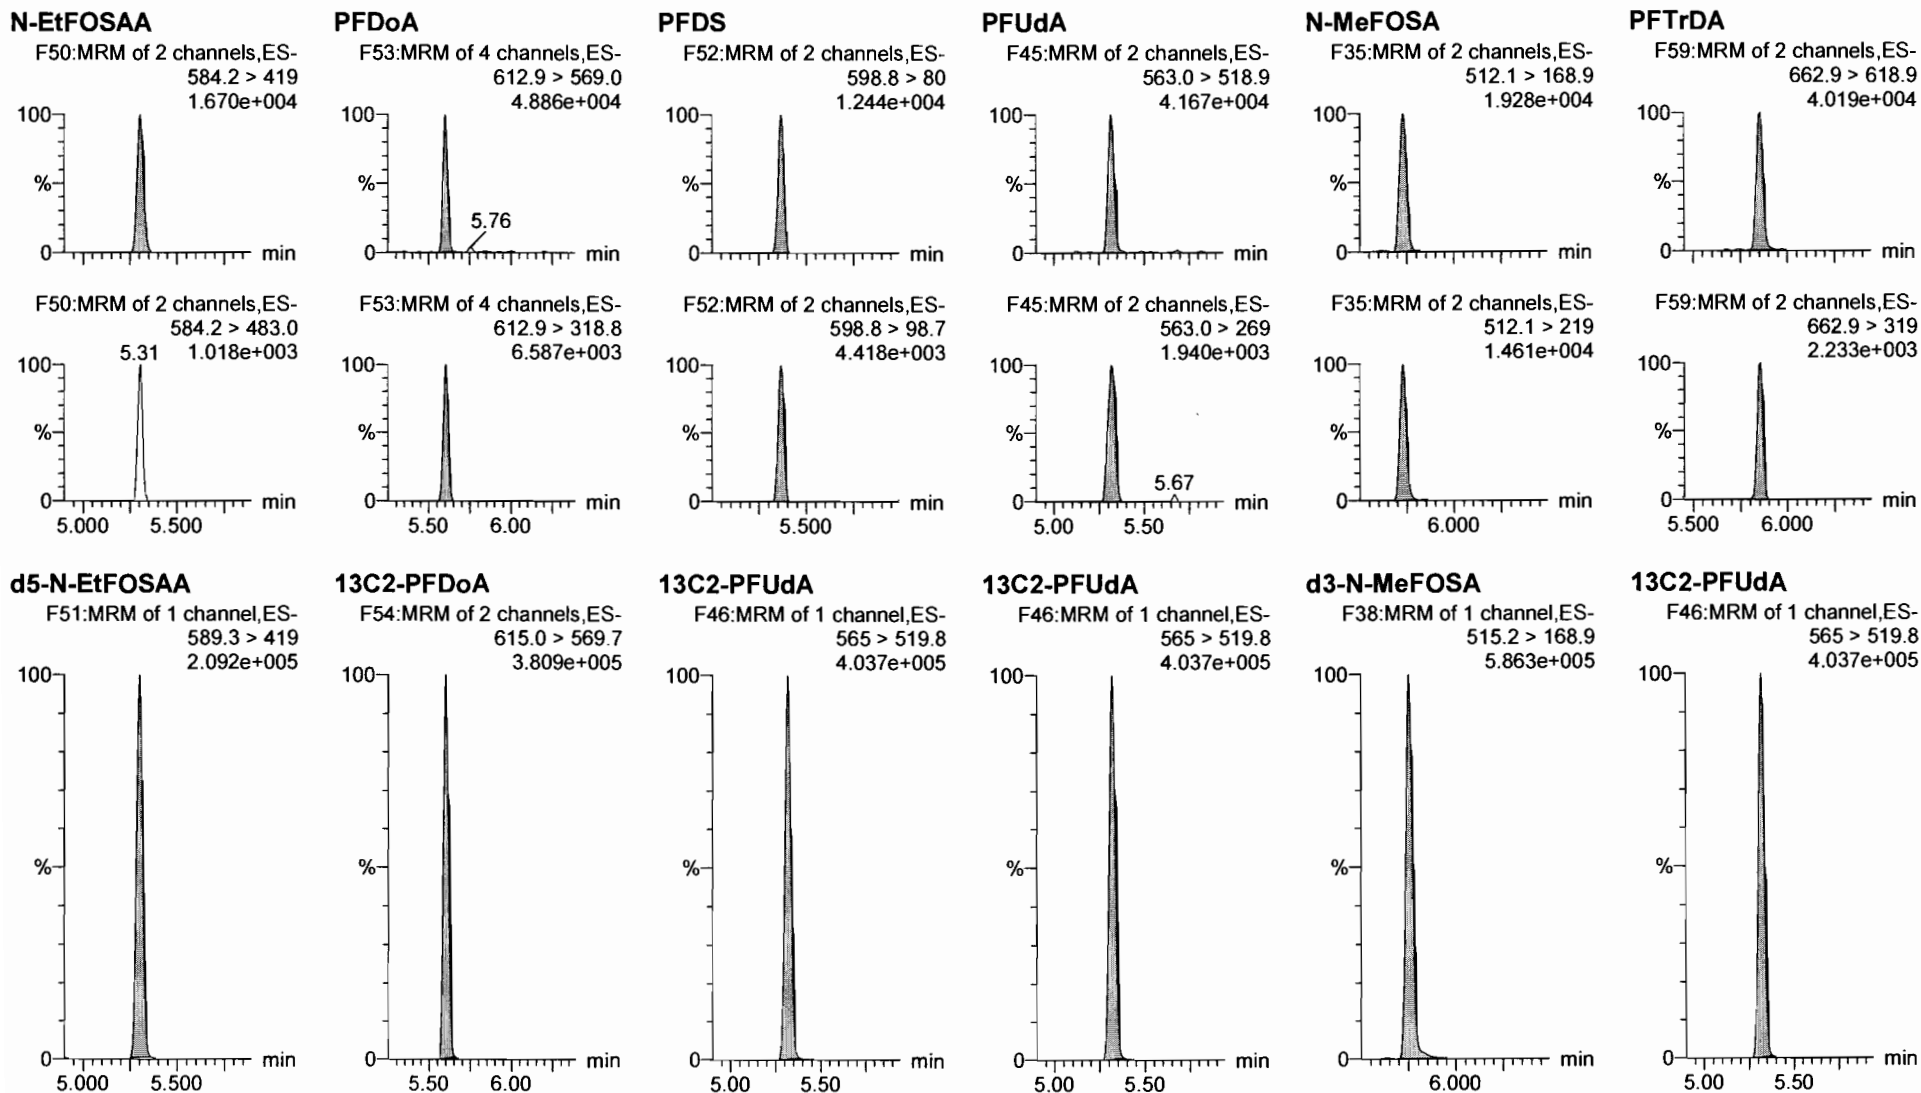 N-EtFOSAA
F50:MRM of 2 channels,ES-
584.2 > 419
1.670e+004
100
%
0
min
PFDoA
F53:MRM of 4 channels,ES-
612.9 > 569.0
4.886e+004
100
%
5.76
0
min
PFDS
F52:MRM of 2 channels,ES-
598.8 > 80
1.244e+004
100
%
0
min
PFUdA
F45:MRM of 2 channels,ES-
563.0 > 518.9
4.167e+004
100
%
0
min
N-MeFOSA
F35:MRM of 2 channels,ES-
512.1 > 168.9
1.928e+004
100
%
0
min
PFTrDA
F59:MRM of 2 channels,ES-
662.9 > 618.9
4.019e+004
100
%
0
min
F50:MRM of 2 channels,ES-
584.2 > 483.0
5.31 1.018e+003
100
%
0
min
5.000 5.500
F53:MRM of 4 channels,ES-
612.9 > 318.8
6.587e+003
100
%
0
min
5.50 6.00
F52:MRM of 2 channels,ES-
598.8 > 98.7
4.418e+003
100
%
0
min
5.500
F45:MRM of 2 channels,ES-
563.0 > 269
1.940e+003
100
%
5.67
0
min
5.00 5.50
F35:MRM of 2 channels,ES-
512.1 > 219
1.461e+004
100
%
0
min
6.000
F59:MRM of 2 channels,ES-
662.9 > 319
2.233e+003
100
%
0
min
5.500 6.000
d5-N-EtFOSAA
F51:MRM of 1 channel,ES-
589.3 > 419
2.092e+005
100
%
0
min
5.000 5.500
13C2-PFDoA
F54:MRM of 2 channels,ES-
615.0 > 569.7
3.809e+005
100
%
0
min
5.50 6.00
13C2-PFUdA
F46:MRM of 1 channel,ES-
565 > 519.8
4.037e+005
100
%
0
min
5.00 5.50
13C2-PFUdA
F46:MRM of 1 channel,ES-
565 > 519.8
4.037e+005
100
%
0
min
5.00 5.50
d3-N-MeFOSA
F38:MRM of 1 channel,ES-
515.2 > 168.9
5.863e+005
100
%
0
min
6.000
13C2-PFUdA
F46:MRM of 1 channel,ES-
565 > 519.8
4.037e+005
100
%
0
min
5.00 5.50